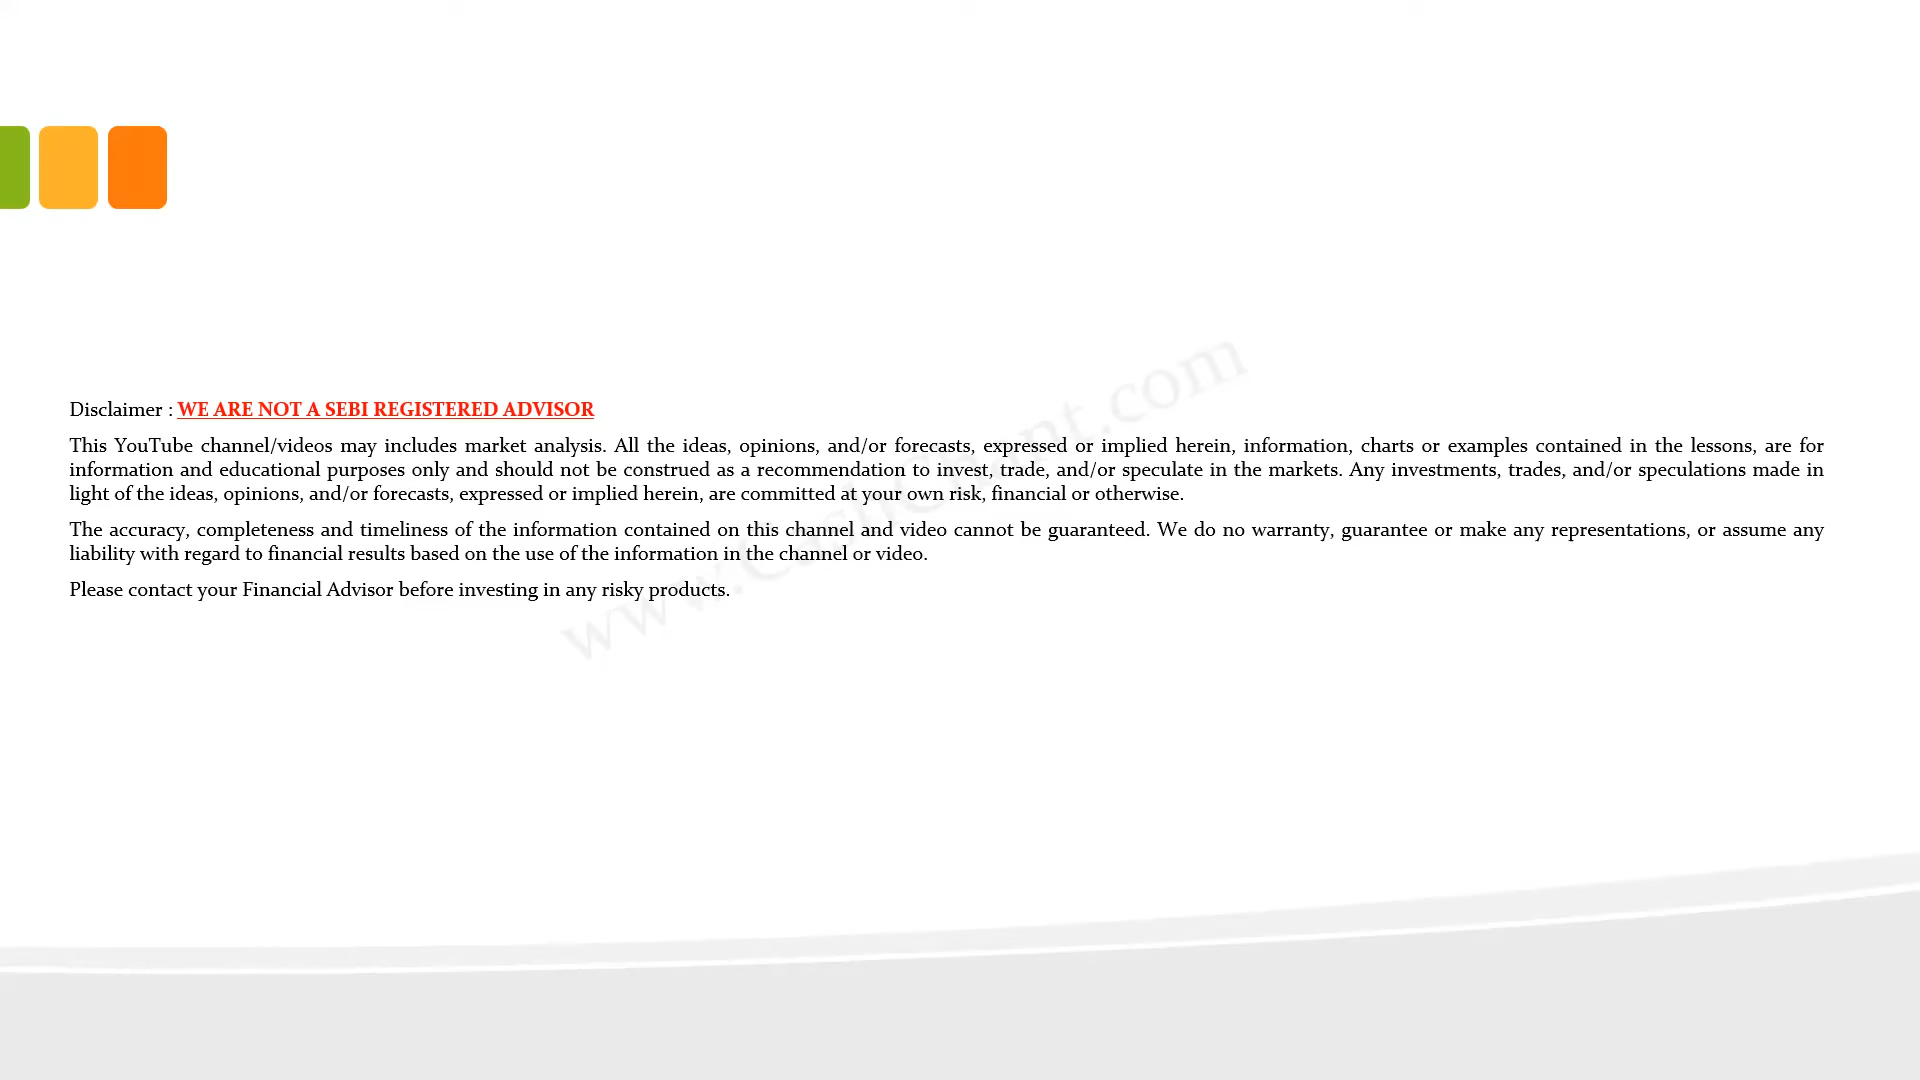 Disclaimer : WE ARE NOT A SEBI REGISTERED ADVISOR
This YouTube channel/videos may includes market analysis. All the ideas, opinions, and/or forecasts, expressed or implied herein, information, charts or examples contained in the lessons, are for
information and educational purposes only and should not be construed as a recommendation to invest, trade, and/or speculate in the markets. Any investments, trades, and/or speculations made in
light of the ideas, opinions, and/or forecasts, expressed or implied herein, are committed at your own risk, financial or otherwise.
The accuracy, completeness and timeliness of the information contained on this channel and video cannot be guaranteed. We do no warranty, guarantee or make any representations, or assume any
liability with regard to financial results based on the use of the information in the channel or video.
Please contact your Financial Advisor before investing in any risky products.